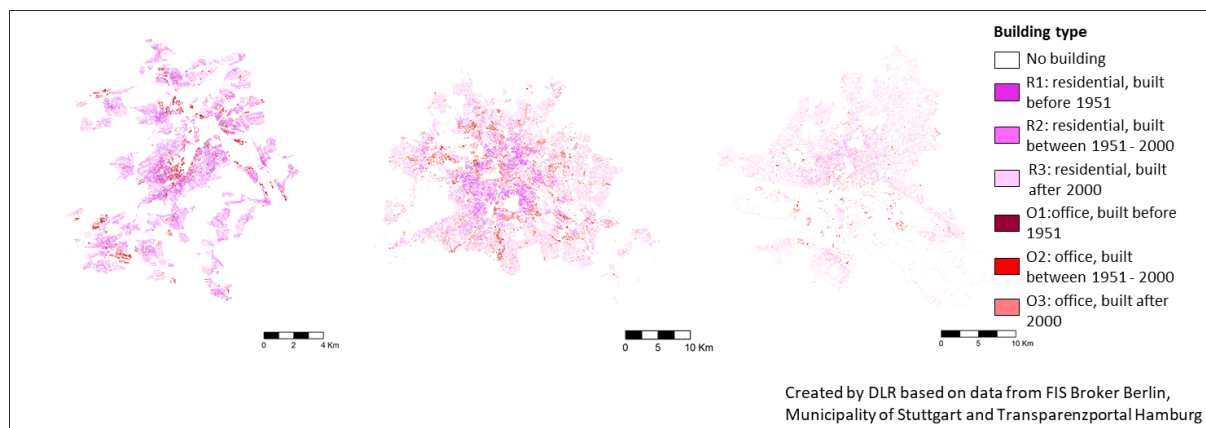 Building type
No building
R1: residential, built
before 1951
R2: residential, built
between 1951 - 2000
R3: residential, built
after 2000
O1:office, built before
1951
O2: office, built
between 1951 - 2000
O3: office, built after
2000
0 2 4 Km
0 5 10 Km
0 5 10 Km
Created by DLR based on data from FIS Broker Berlin,
Municipality of Stuttgart and Transparenzportal Hamburg